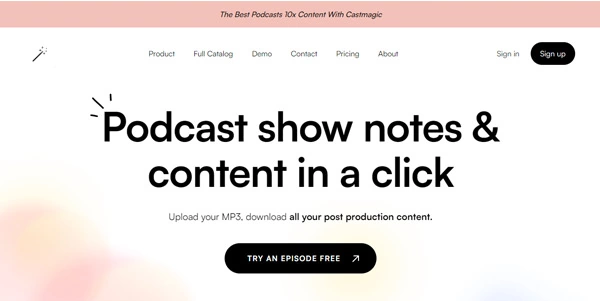 The Best Podcasts 10x Content With Castmagic
Product Full Catalog Demo Contact Pricing About Sign in Sign up
Podcast show notes &
content in a click
Upload your MP3, download all your post production content.
TRY AN EPISODE FREE